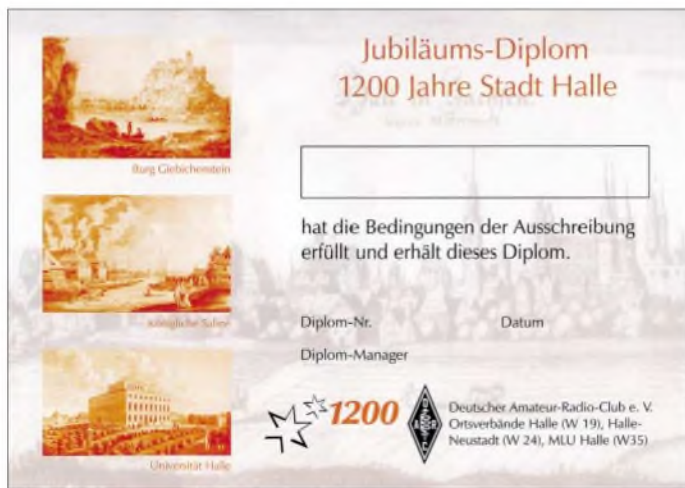 Jubiläums-Diplom
1200 Jahre Stadt Halle
Burg Giebichenstein
hat die Bedingungen der Ausschreibung
erfüllt und erhält dieses Diplom.
Königliche Saline
Diplom-Nr.
Datum
Diplom-Manager
Universität Halle
1200
Deutscher Amateur-Radio-Club e. V.
Ortsverbände Halle (W 19), Halle-
Neustadt (W 24), MLU Halle (W35)